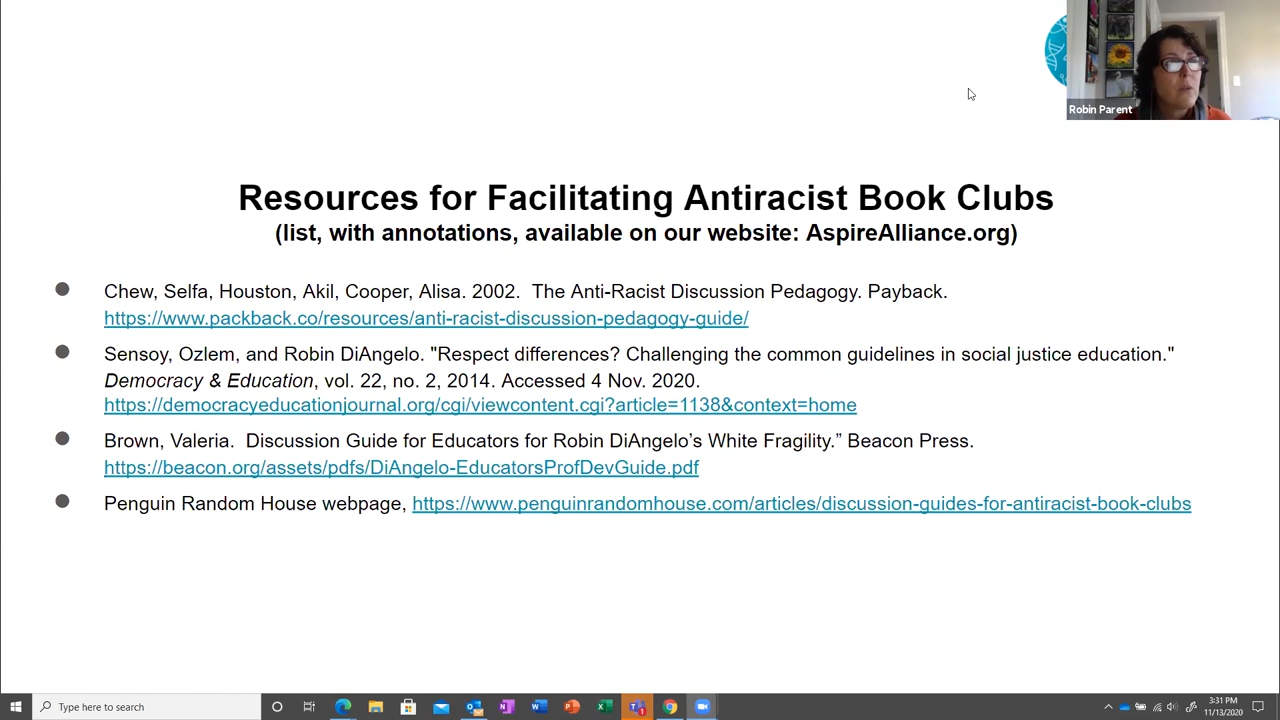 Robin Parent
Resources for Facilitating Antiracist Book Clubs
(list, with annotations, available on our website: AspireAlliance.org)
Chew, Selfa, Houston, Akil, Cooper, Alisa. 2002.  The Anti-Racist Discussion Pedagogy. Payback.
https://www.packback.co/resources/anti-racist-discussion-pedagogy-guide/
Sensoy, Ozlem, and Robin DiAngelo. "Respect differences? Challenging the common guidelines in social justice education."
Democracy & Education, vol. 22, no. 2, 2014. Accessed 4 Nov. 2020.
https://democracyeducationjournal.org/cgi/viewcontent.cgi?article=1138&context=home
Brown, Valeria.  Discussion Guide for Educators for Robin DiAngelo’s White Fragility.” Beacon Press.
https://beacon.org/assets/pdfs/DiAngelo-EducatorsProfDevGuide.pdf
Penguin Random House webpage, https://www.penguinrandomhouse.com/articles/discussion-guides-for-antiracist-book-clubs
Type here to search
3:31 PM
11/13/2020